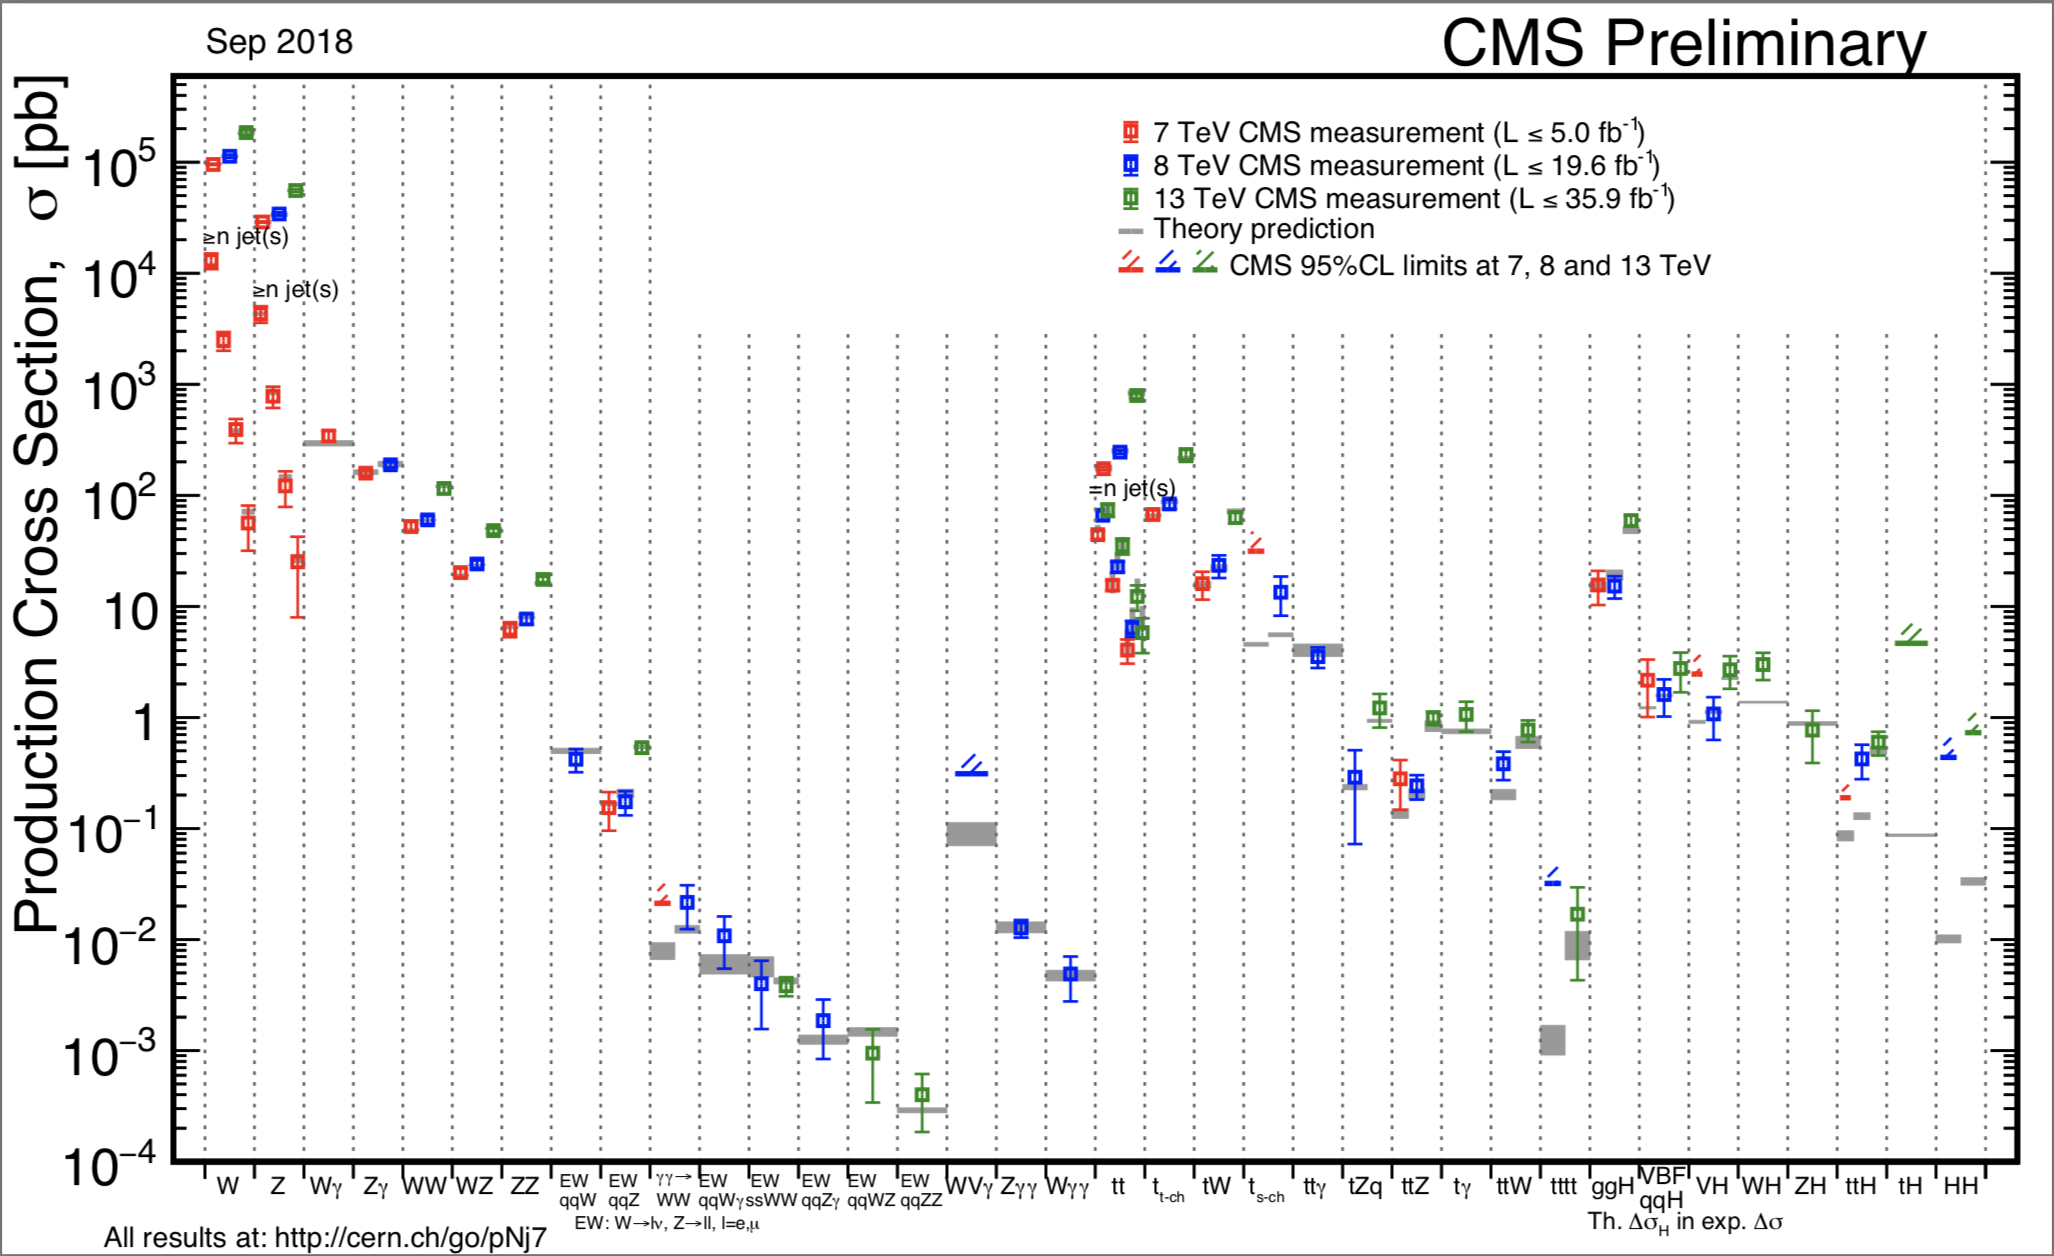 Sep 2018
CMS Preliminary
Production Cross Section, σ [pb]
10⁵
10⁴
10³
10²
10
1
10⁻¹
10⁻²
10⁻³
10⁻⁴
7 TeV CMS measurement (L ≤ 5.0 fb⁻¹)
8 TeV CMS measurement (L ≤ 19.6 fb⁻¹)
13 TeV CMS measurement (L ≤ 35.9 fb⁻¹)
Theory prediction
CMS 95%CL limits at 7, 8 and 13 TeV
≥n jet(s)
≥n jet(s)
=n jet(s)
W
Z
Wγ
Zγ
WW
WZ
ZZ
EW
qqW
EW
qqZ
γγ→
WW
EW
qqWγ
EW
ssWW
EW
qqZγ
EW
qqWZ
EW
qqZZ
WVγ
Zγγ
Wγγ
tt
t t-ch
tW
t s-ch
ttγ
tZq
ttZ
tγ
ttW
tttt
ggH
VBF
qqH
VH
WH
ZH
ttH
tH
HH
EW: W→lν, Z→ll, l=e,μ
Th. Δσ_H in exp. Δσ
All results at: http://cern.ch/go/pNj7